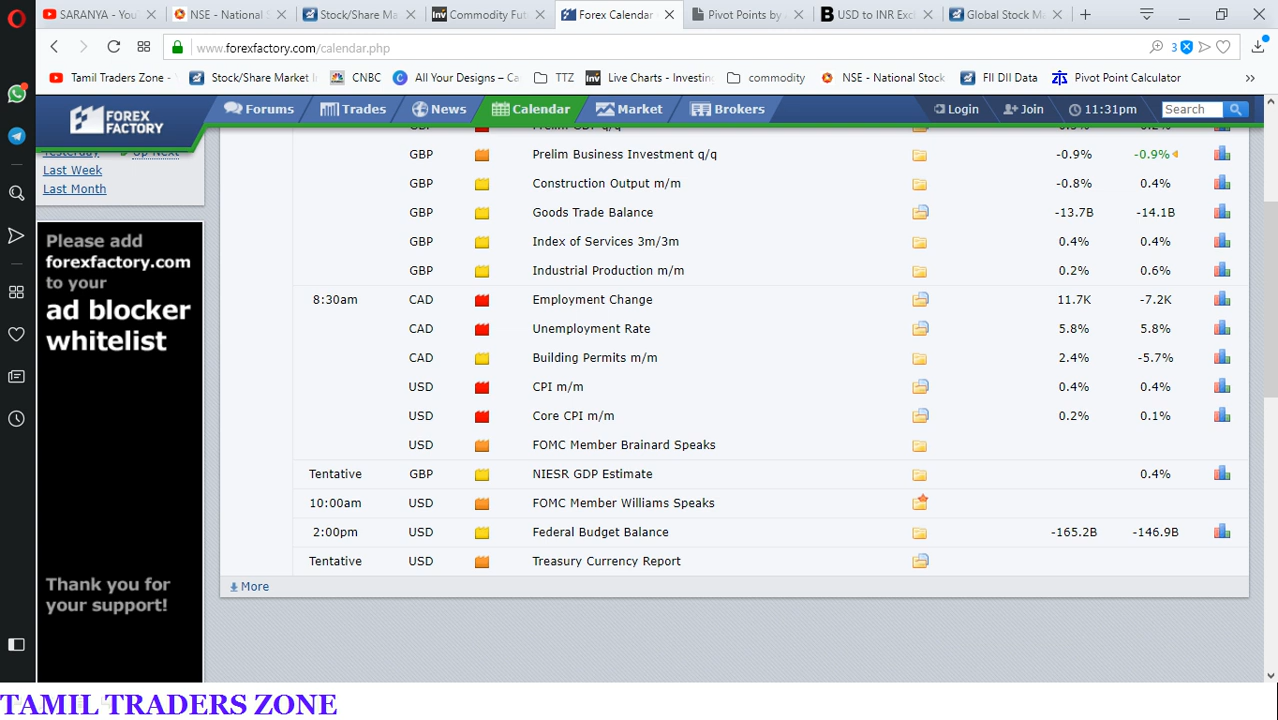 SARANYA - You
NSE - National S
Stock/Share Ma
Commodity Futu
Forex Calendar
Pivot Points by
USD to INR Exc
Global Stock M
www.forexfactory.com/calendar.php
3
Tamil Traders Zone -
Stock/Share Market
CNBC
All Your Designs – Ca
TTZ
Inv Live Charts - Investing
Commodity
NSE - National Stock
FII DII Data
Pivot Point Calculator
FOREX FACTORY
Forums
Trades
News
Calendar
Market
Brokers
Login
Join
11:31pm
Search
Yesterday
Up Next
Last Week
Last Month
Please add
forexfactory.com
to your
ad blocker
whitelist
Thank you for
your support!
GBP Prelim GDP q/q
GBP Prelim Business Investment q/q -0.9% -0.9%
GBP Construction Output m/m -0.8% 0.4%
GBP Goods Trade Balance -13.7B -14.1B
GBP Index of Services 3m/3m 0.4% 0.4%
GBP Industrial Production m/m 0.2% 0.6%
8:30am CAD Employment Change 11.7K -7.2K
CAD Unemployment Rate 5.8% 5.8%
CAD Building Permits m/m 2.4% -5.7%
USD CPI m/m 0.4% 0.4%
USD Core CPI m/m 0.2% 0.1%
USD FOMC Member Brainard Speaks
Tentative GBP NIESR GDP Estimate 0.4%
10:00am USD FOMC Member Williams Speaks
2:00pm USD Federal Budget Balance -165.2B -146.9B
Tentative USD Treasury Currency Report
More
TAMIL TRADERS ZONE